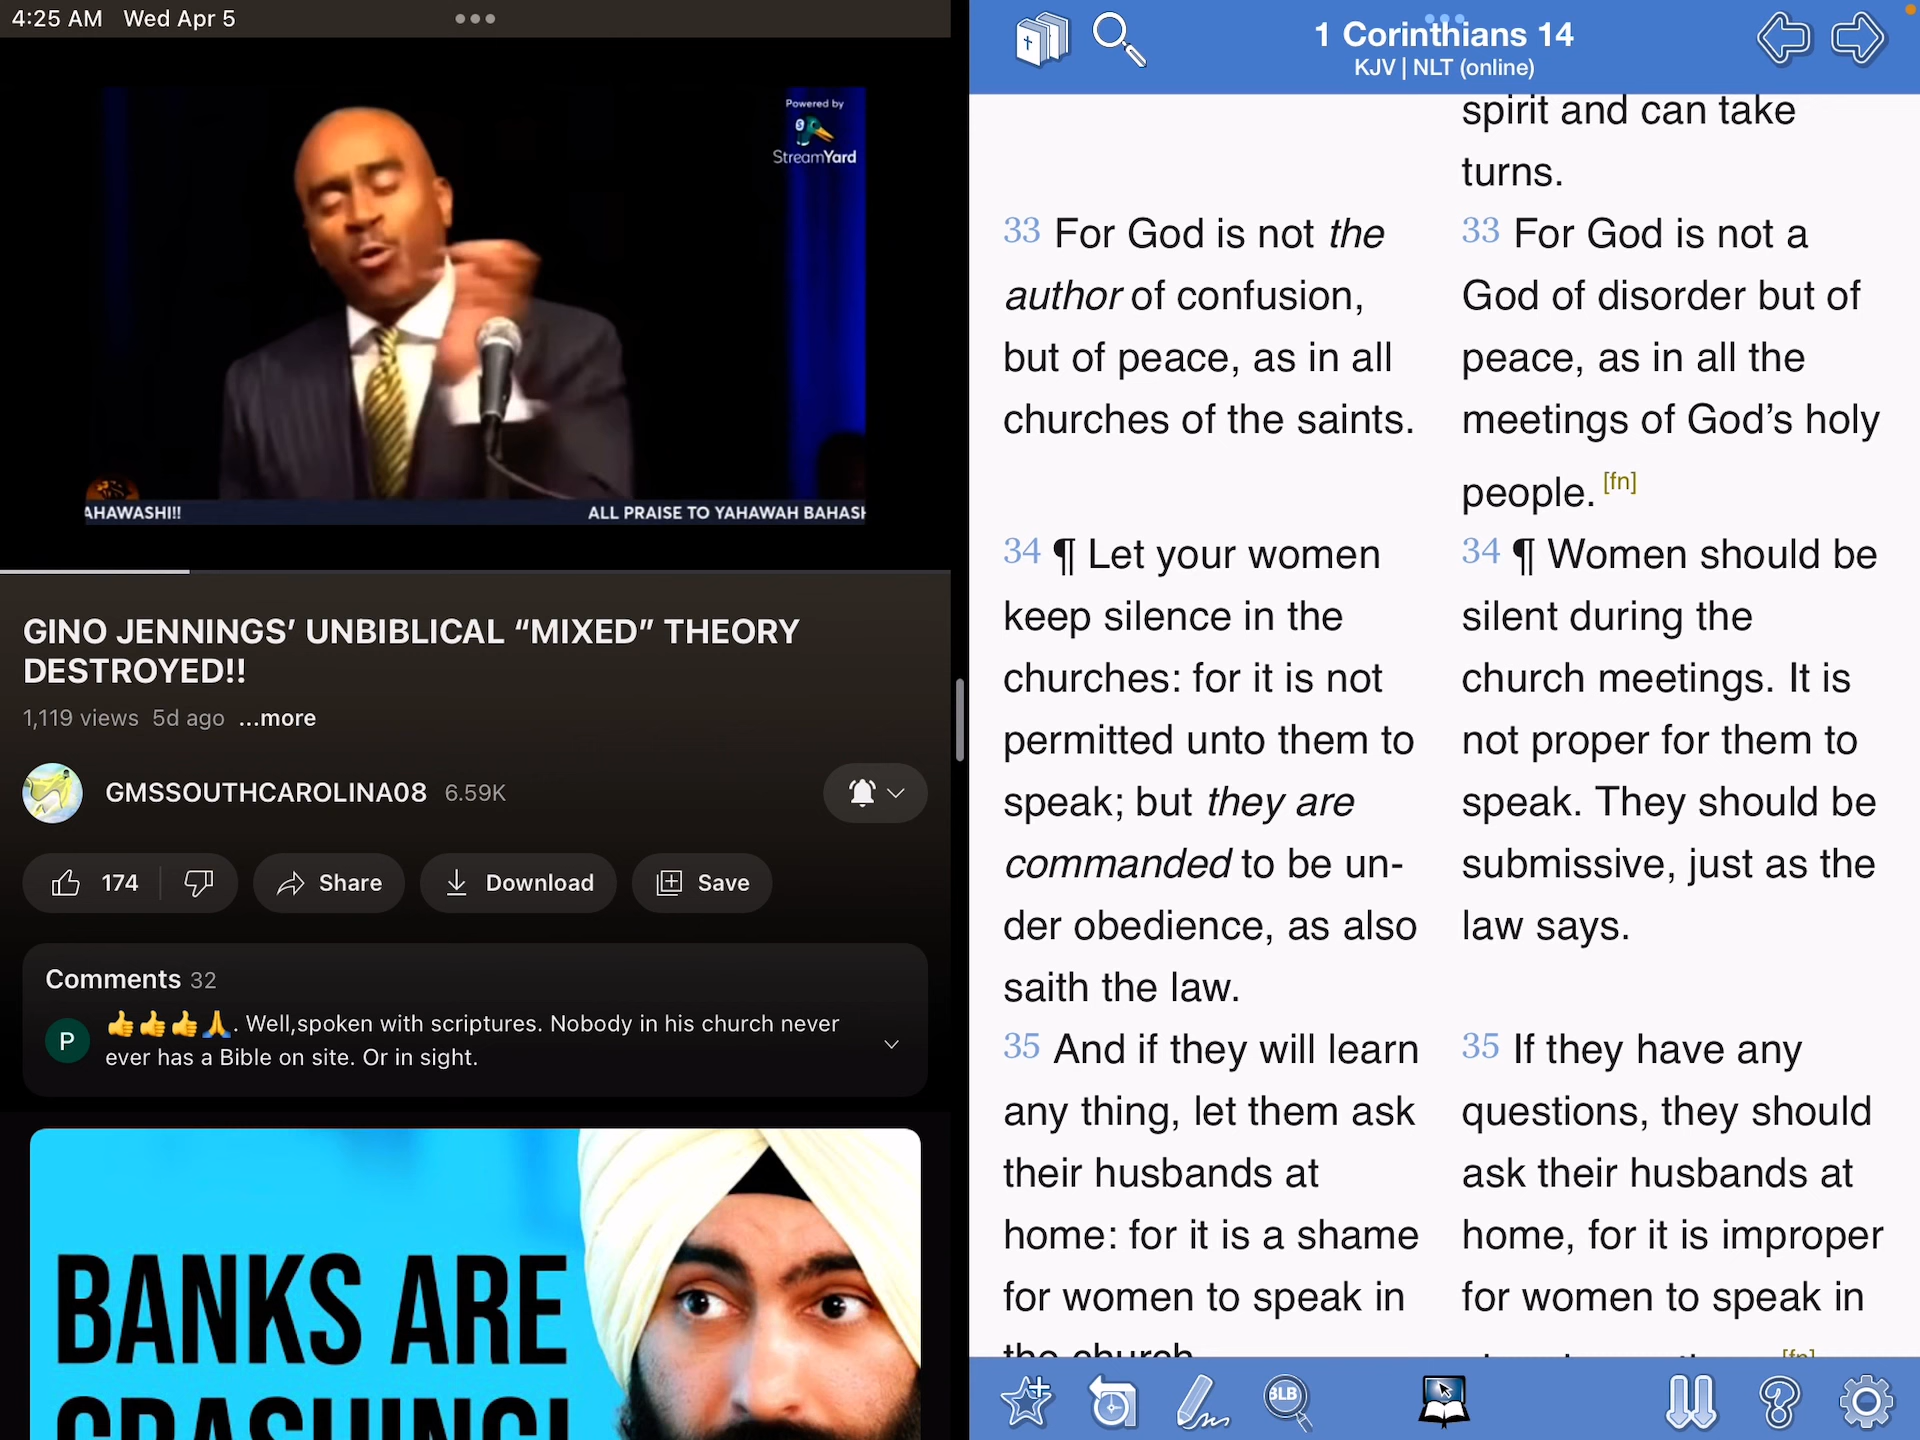 4:25 AM Wed Apr 5
Powered by
StreamYard
AHAWASHI!!
ALL PRAISE TO YAHAWAH BAHASH
GINO JENNINGS’ UNBIBLICAL “MIXED” THEORY
DESTROYED!!
1,119 views 5d ago ...more
GMSSOUTHCAROLINA08 6.59K
174
Share
Download
Save
Comments 32
P
👍👍👍🙏. Well,spoken with scriptures. Nobody in his church never
ever has a Bible on site. Or in sight.
BANKS ARE
CRASHING!
1 Corinthians 14
KJV | NLT (online)
33 For God is not the
author of confusion,
but of peace, as in all
churches of the saints.
34 ¶ Let your women
keep silence in the
churches: for it is not
permitted unto them to
speak; but they are
commanded to be un-
der obedience, as also
saith the law.
35 And if they will learn
any thing, let them ask
their husbands at
home: for it is a shame
for women to speak in
the church.
spirit and can take
turns.
33 For God is not a
God of disorder but of
peace, as in all the
meetings of God’s holy
people. [fn]
34 ¶ Women should be
silent during the
church meetings. It is
not proper for them to
speak. They should be
submissive, just as the
law says.
35 If they have any
questions, they should
ask their husbands at
home, for it is improper
for women to speak in
[fn]
BLB